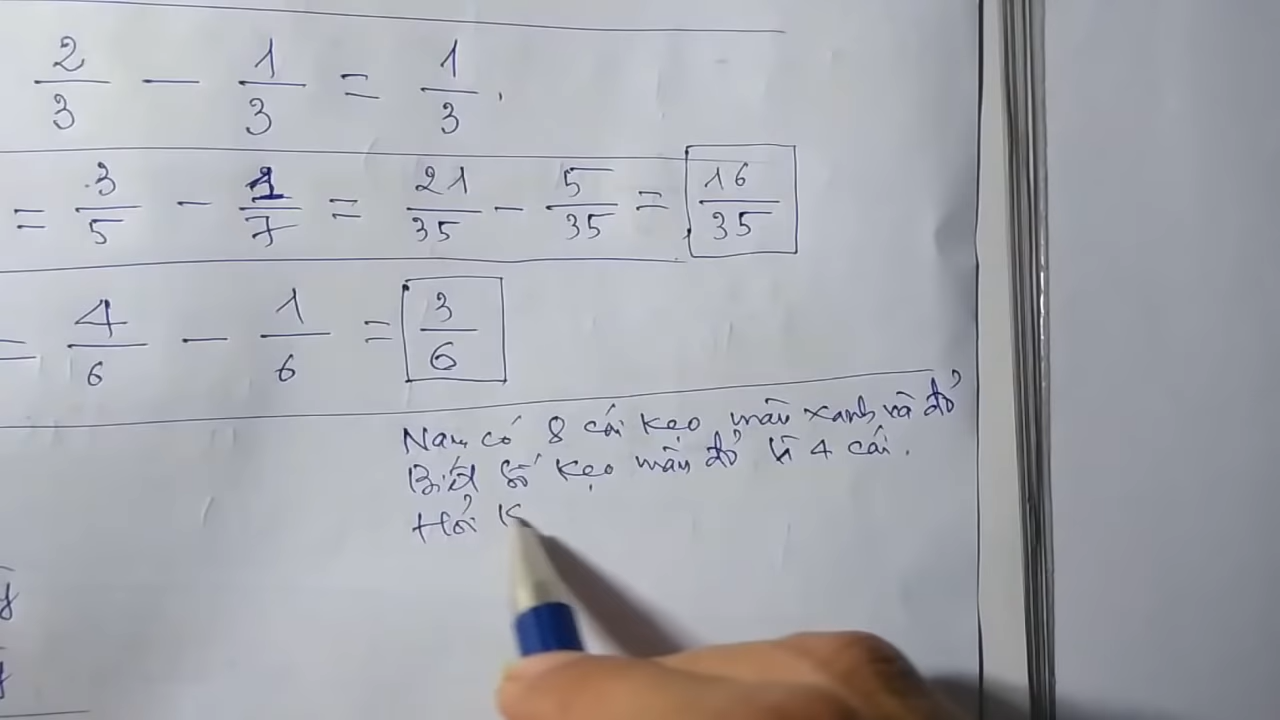 2/3 - 1/3 = 1/3.
= 3/5 - 1/7 = 21/35 - 5/35 = 16/35
= 4/6 - 1/6 = 3/6
Nam có 8 cái kẹo màu xanh và đỏ
Biết số kẹo màu đỏ là 4 cái.
Hỏi K